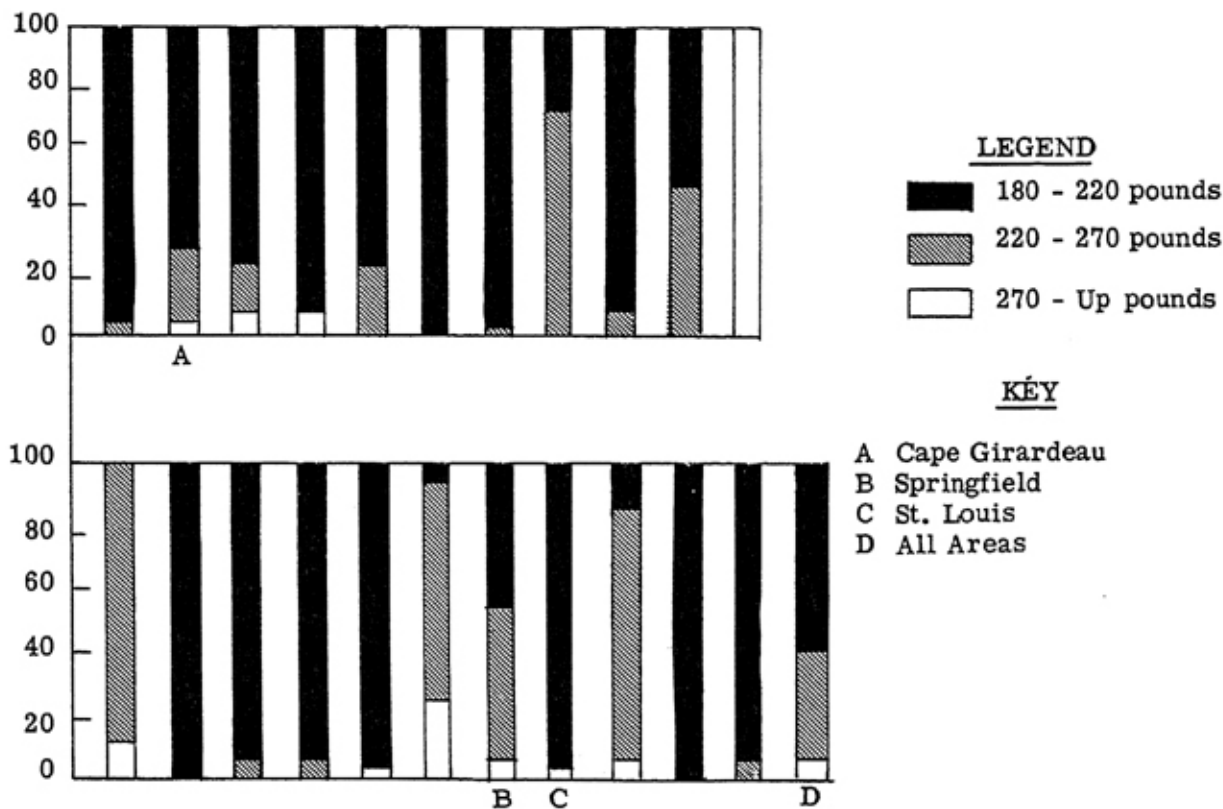 100
80
60
40
20
0
A
LEGEND
180 - 220 pounds
220 - 270 pounds
270 - Up pounds
KÉY
A Cape Girardeau
B Springfield
C St. Louis
D All Areas
100
80
60
40
20
0
B C D